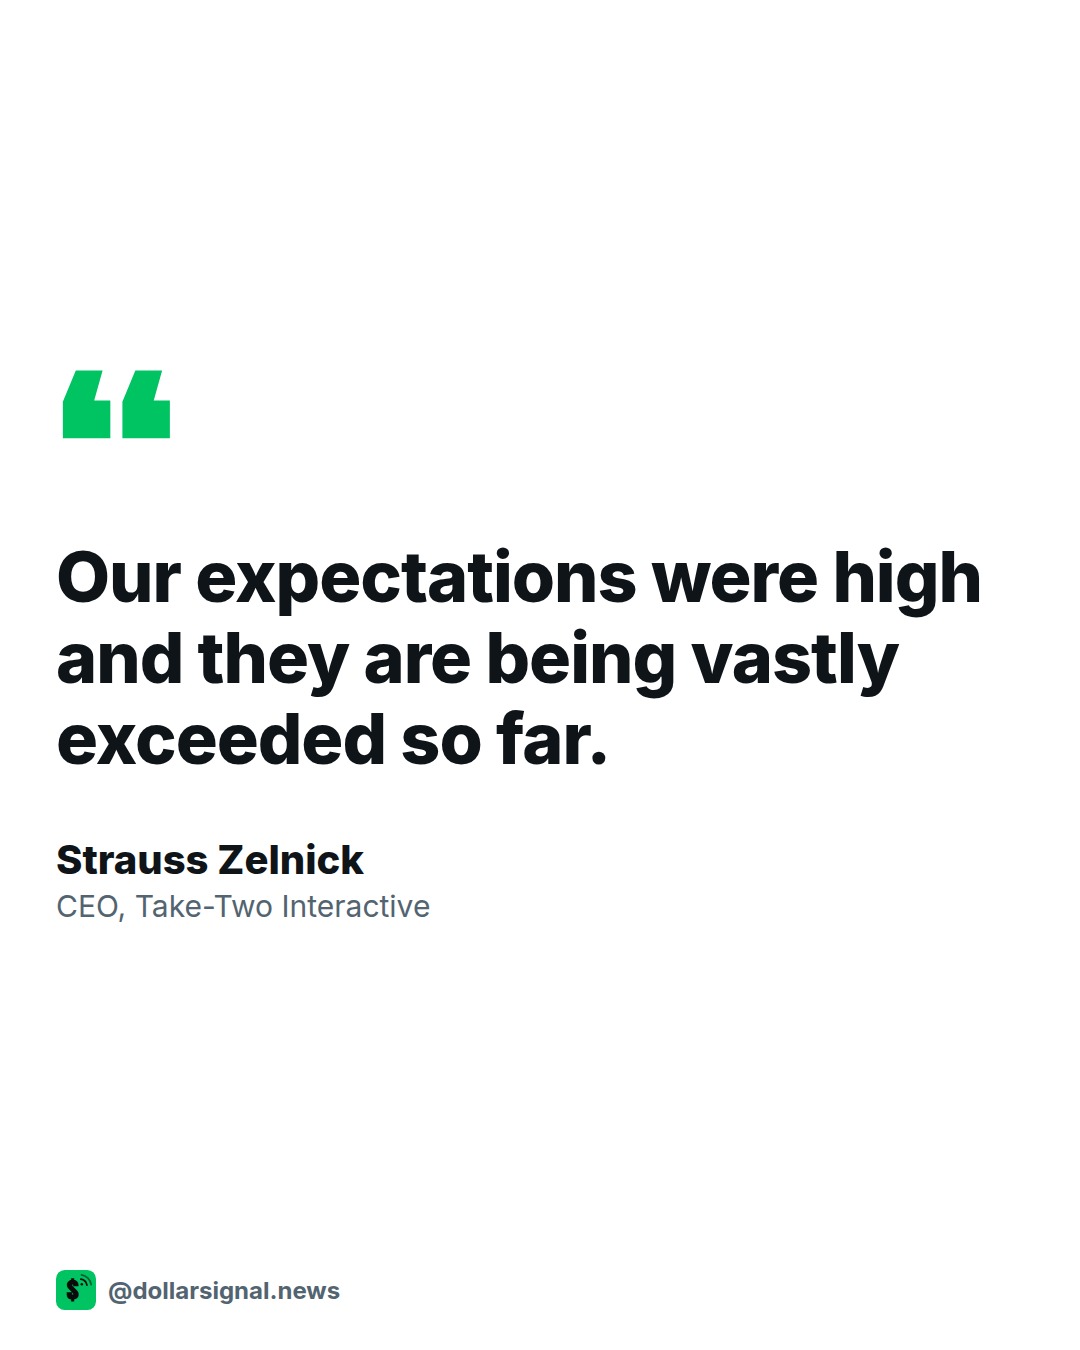 “
Our expectations were high
and they are being vastly
exceeded so far.
Strauss Zelnick
CEO, Take-Two Interactive
$ @dollarsignal.news